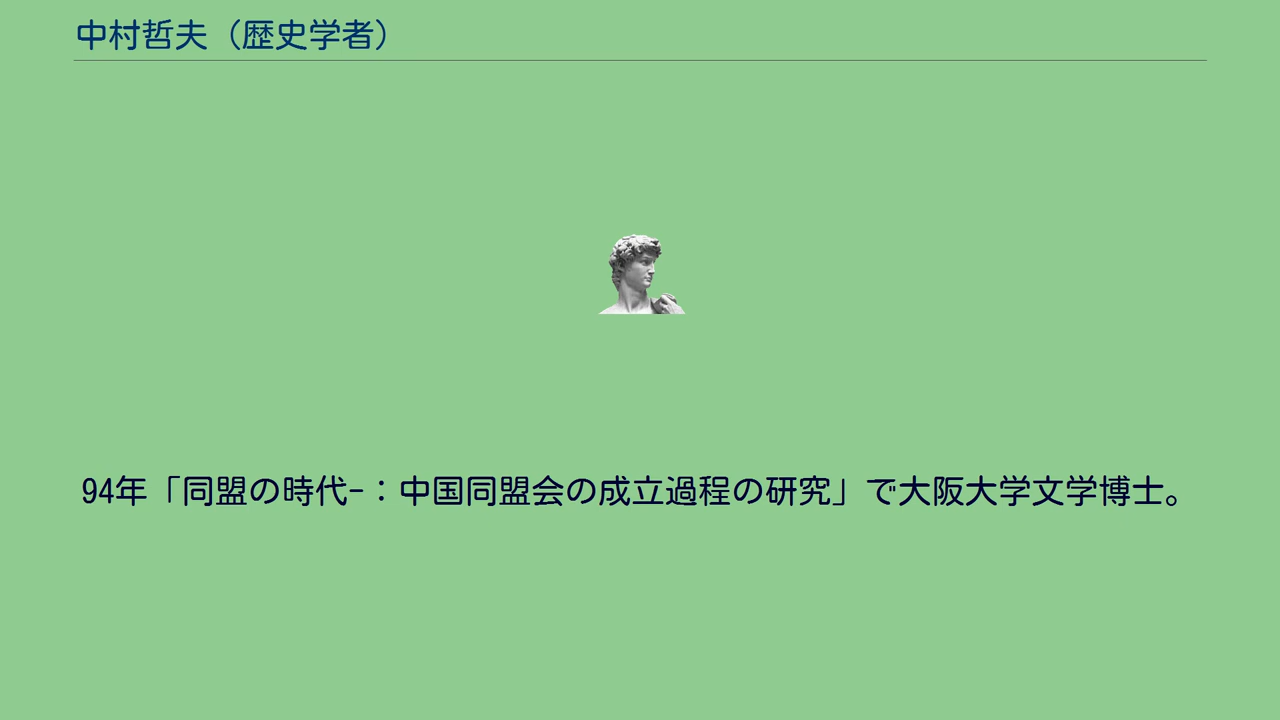 中村哲夫（歴史学者）
94年「同盟の時代-：中国同盟会の成立過程の研究」で大阪大学文学博士。